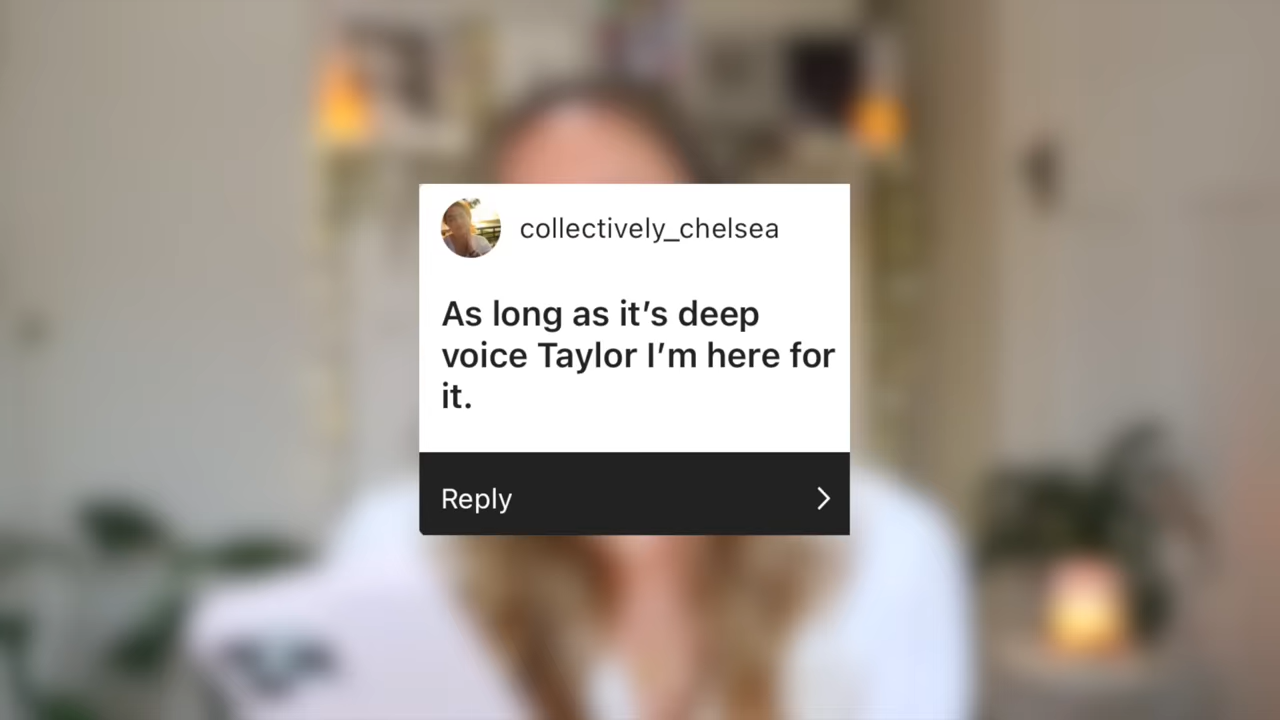 collectively_chelsea
As long as it’s deep
voice Taylor I’m here for
it.
Reply